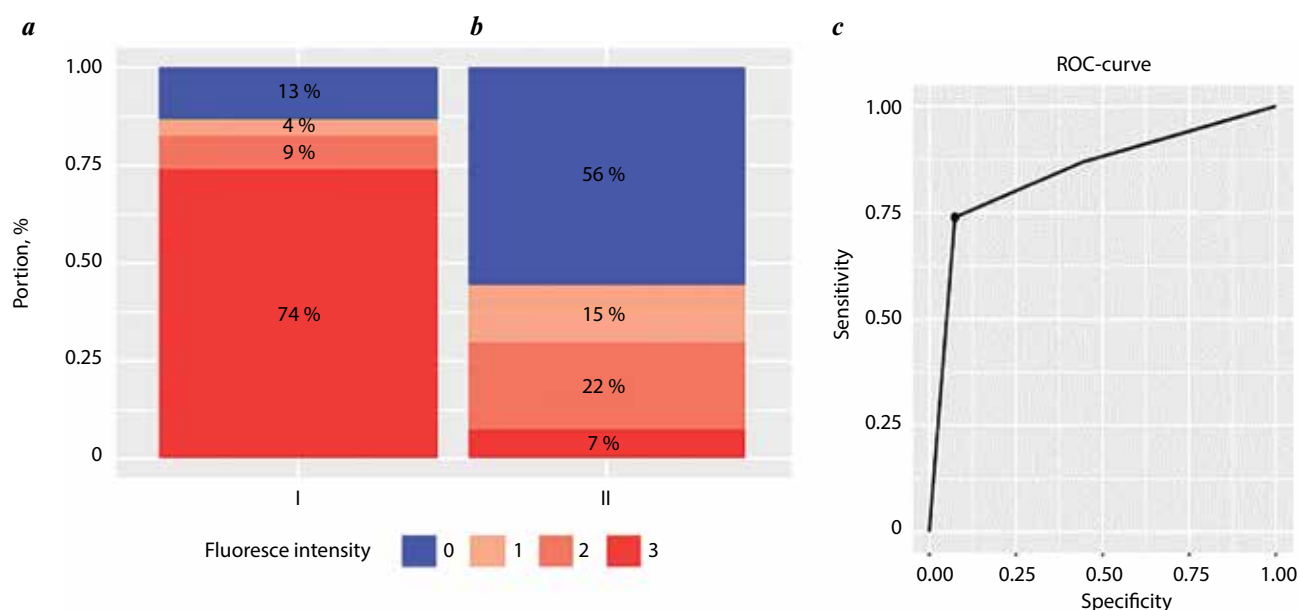 a
b
c
1.00
0.75
0.50
0.25
0
Portion, %
13 %
4 %
9 %
74 %
56 %
15 %
22 %
7 %
I
II
Fluoresce intensity
0
1
2
3
ROC-curve
1.00
0.75
0.50
0.25
0
Sensitivity
0.00 0.25 0.50 0.75 1.00
Specificity